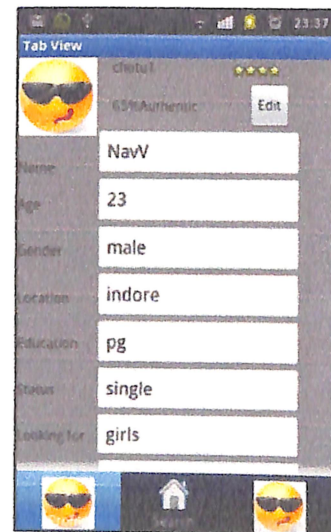 23:37
Tab View
chotu1
65%Authentic Edit
Name NavV
Age 23
Gender male
Location indore
Education pg
Status single
Looking for girls
Search